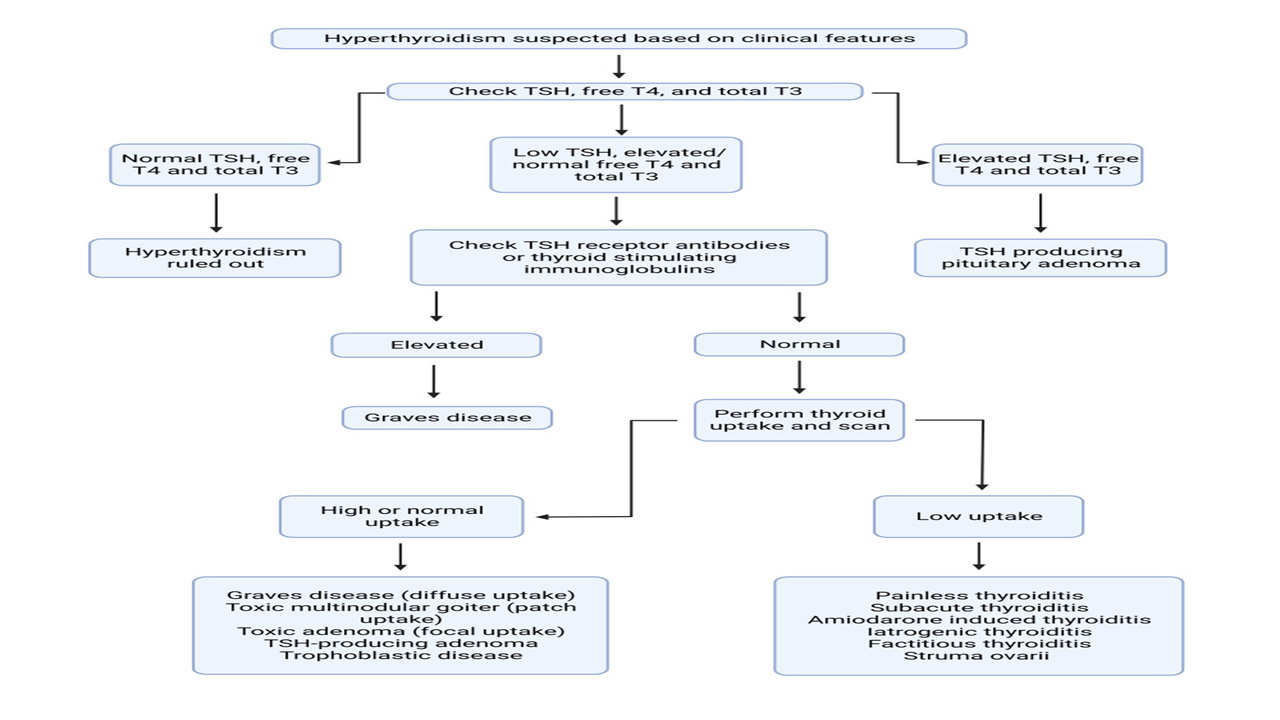 Hyperthyroidism suspected based on clinical features
Check TSH, free T4, and total T3
Normal TSH, free
T4 and total T3
Low TSH, elevated/
normal free T4 and
total T3
Elevated TSH, free
T4 and total T3
Hyperthyroidism
ruled out
Check TSH receptor antibodies
or thyroid stimulating
immunoglobulins
TSH producing
pituitary adenoma
Elevated
Normal
Graves disease
Perform thyroid
uptake and scan
High or normal
uptake
Low uptake
Graves disease (diffuse uptake)
Toxic multinodular goiter (patch
uptake)
Toxic adenoma (focal uptake)
TSH-producing adenoma
Trophoblastic disease
Painless thyroiditis
Subacute thyroiditis
Amiodarone induced thyroiditis
Iatrogenic thyroiditis
Factitious thyroiditis
Struma ovarii